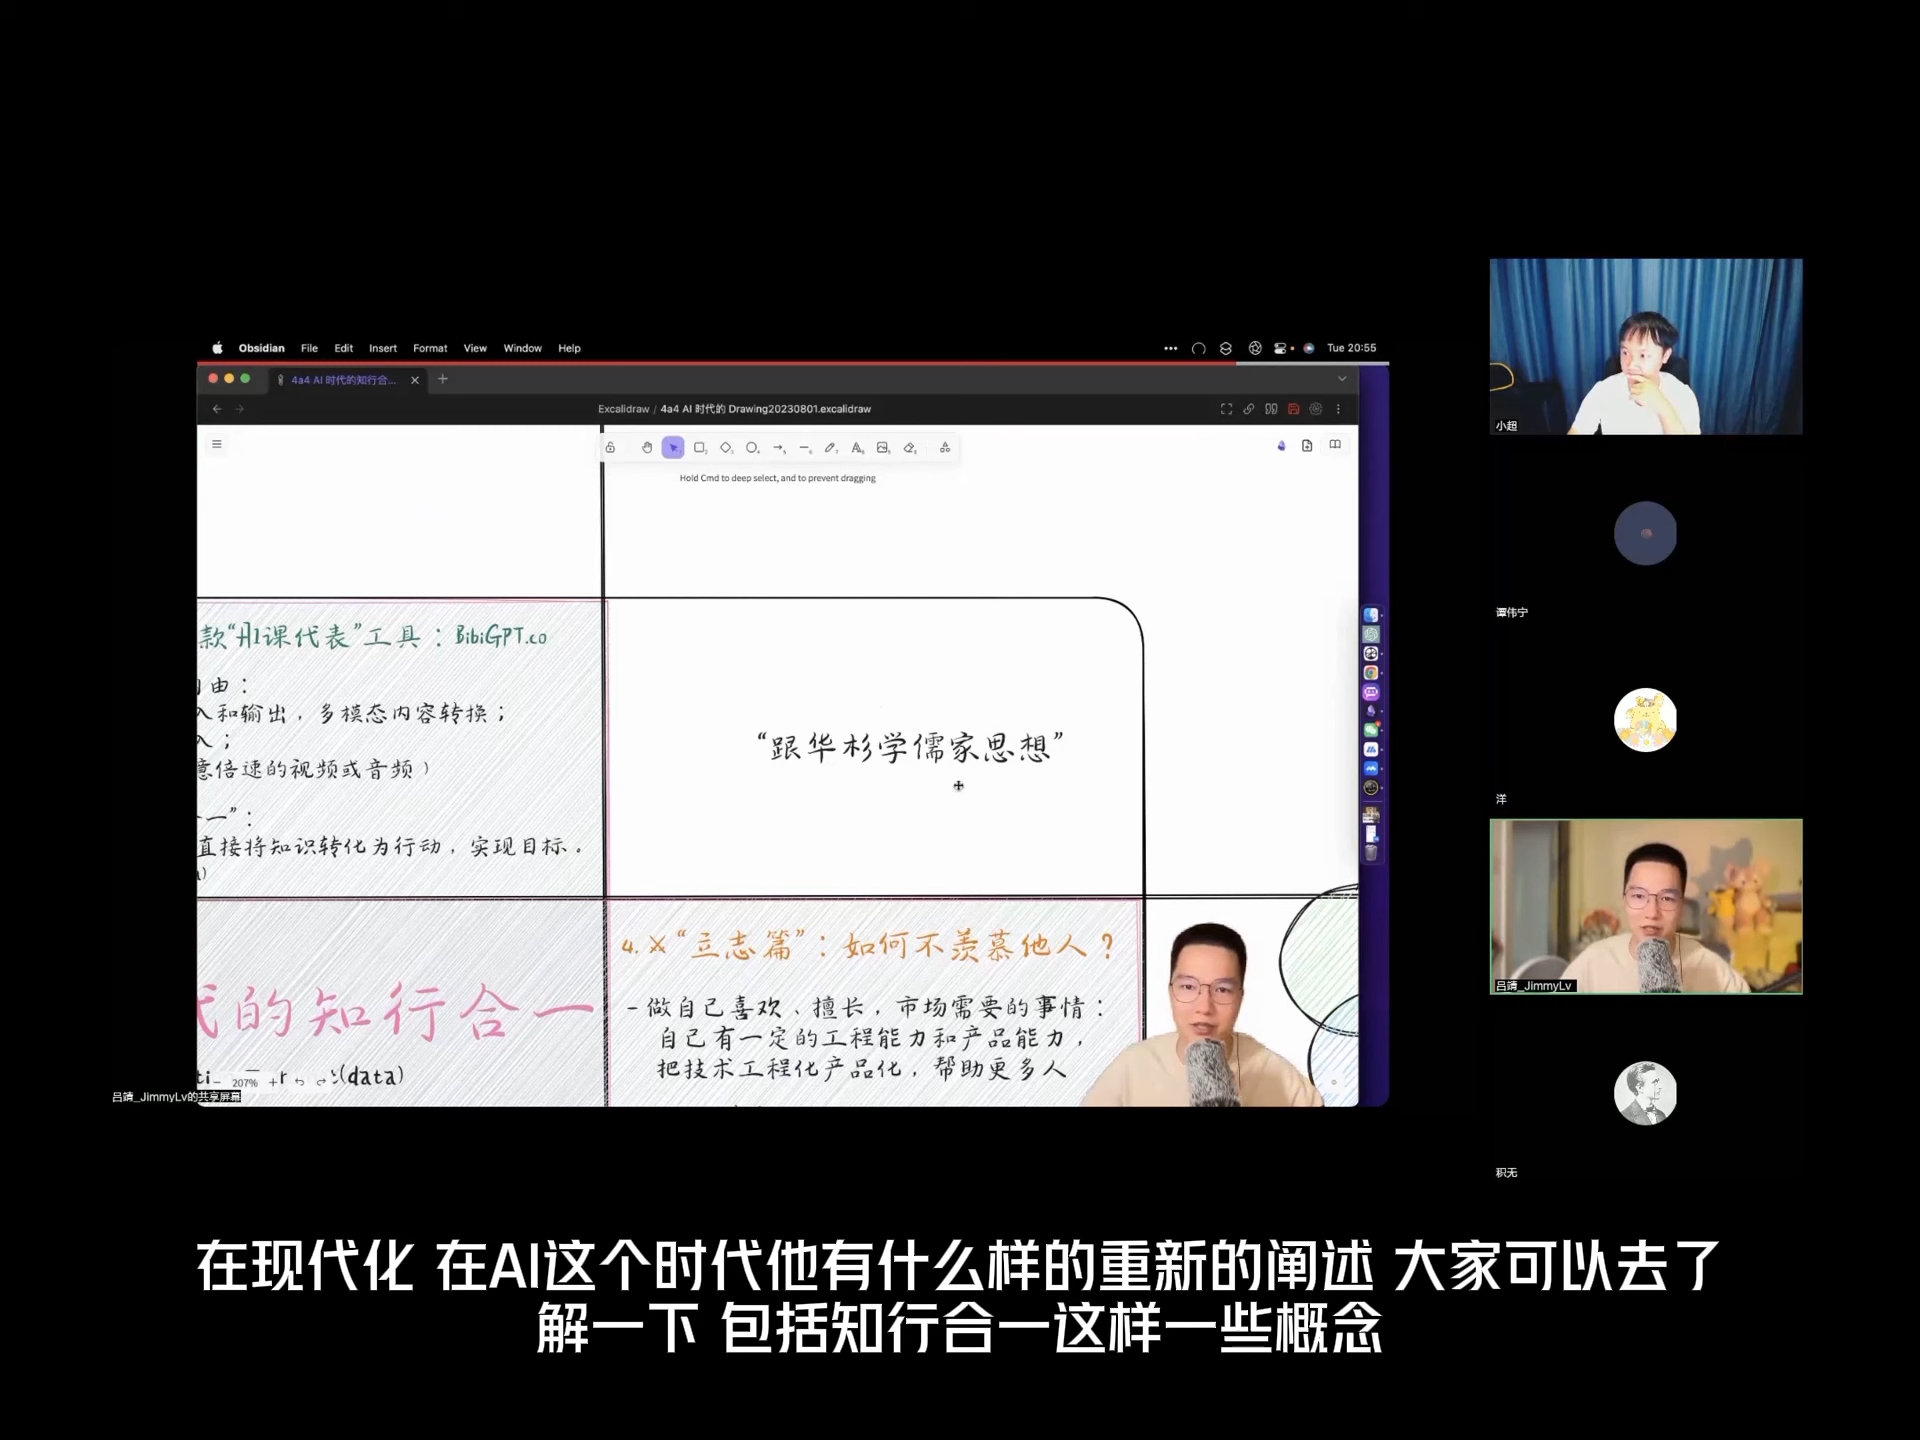 Obsidian File Edit Insert Format View Window Help
Tue 20:55
4a4 AI 时代的知行合...
Excalidraw / 4a4 AI 时代的 Drawing20230801.excalidraw
Hold Cmd to deep select, and to prevent dragging
款“AI课代表”工具：BibiGPT.co
由：
和输出，多模态内容转换；
；
意倍速的视频或音频）
一”：
直接将知识转化为行动，实现目标。
“跟华杉学儒家思想”
代的知行合一
(data)
207%
4. X “立志篇”：如何不羡慕他人？
- 做自己喜欢、擅长，市场需要的事情：
自己有一定的工程能力和产品能力，
把技术工程化产品化，帮助更多人
吕靖_JimmyLv的共享屏幕
小超
谭伟宁
洋
吕靖_JimmyLv
积无
在现代化 在AI这个时代他有什么样的重新的阐述 大家可以去了
解一下 包括知行合一这样一些概念